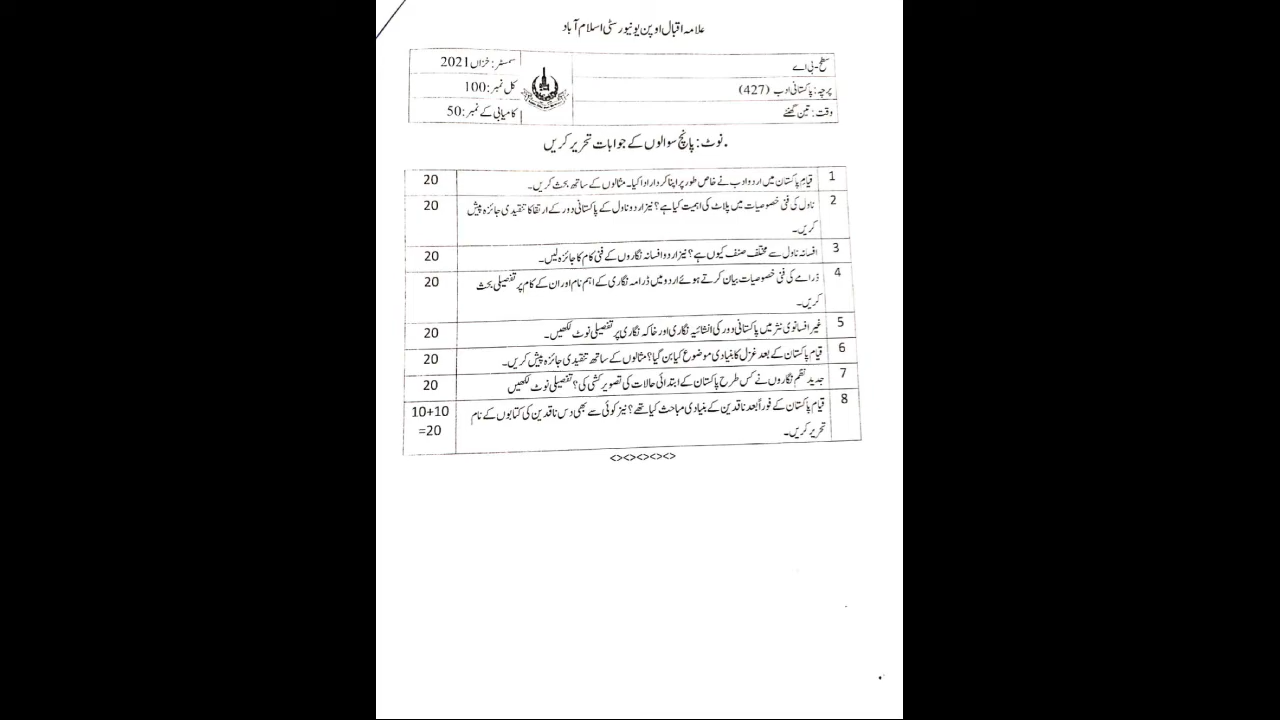 علامہ اقبال اوپن یونیورسٹی اسلام آباد
سطح-بی اے
سمسٹر: خزاں 2021
پرچہ: پاکستانی ادب (427)
کل نمبر: 100
وقت: تین گھنٹے
کامیابی کے نمبر: 50
نوٹ: پانچ سوالوں کے جوابات تحریر کریں
1 قیام پاکستان میں اردو ادب نے خاص طور پر اپنا کردار ادا کیا۔ مثالوں کے ساتھ بحث کریں۔ 20
2 ناول کی فنی خصوصیات میں پلاٹ کی اہمیت کیا ہے؟ نیز اردو ناول کے پاکستانی دور کے ارتقا کا تنقیدی جائزہ پیش 20
کریں۔
3 افسانہ ناول سے مختلف صنف کیوں ہے؟ نیز اردو افسانہ نگاروں کے فنی کام کا جائزہ لیں۔ 20
4 ڈرامے کی فنی خصوصیات بیان کرتے ہوئے اردو میں ڈرامہ نگاری کے اہم نام اور ان کے کام پر تفصیلی بحث 20
کریں۔
5 غیر افسانوی نثر میں پاکستانی دور کی انشائیہ نگاری اور خاکہ نگاری پر تفصیلی نوٹ لکھیں۔ 20
6 قیام پاکستان کے بعد غزل کا بنیادی موضوع کیا بن گیا؟ مثالوں کے ساتھ تنقیدی جائزہ پیش کریں۔ 20
7 جدید نظم نگاروں نے کس طرح پاکستان کے ابتدائی حالات کی تصویر کشی کی؟ تفصیلی نوٹ لکھیں 20
8 قیام پاکستان کے فوراً بعد ناقدین کے بنیادی مباحث کیا تھے؟ نیز کوئی سے بھی دس ناقدین کی کتابوں کے نام 10+10
تحریر کریں۔ =20
<><><><><>